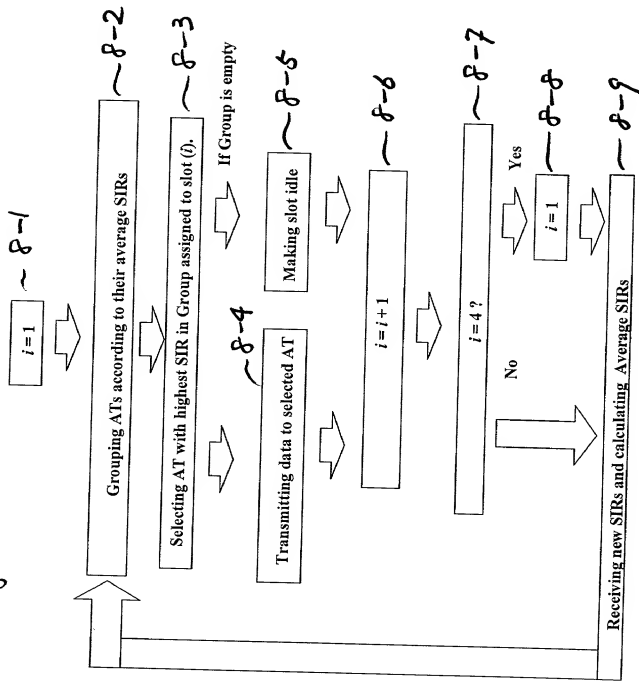 i = 1
8-1
Grouping ATs according to their average SIRs
8-2
Selecting AT with highest SIR in Group assigned to slot (i).
8-3
If Group is empty
8-4
Transmitting data to selected AT
Making slot idle
8-5
i = i + 1
8-6
i = 4 ?
8-7
No
Yes
i = 1
8-8
Receiving new SIRs and calculating Average SIRs
8-9